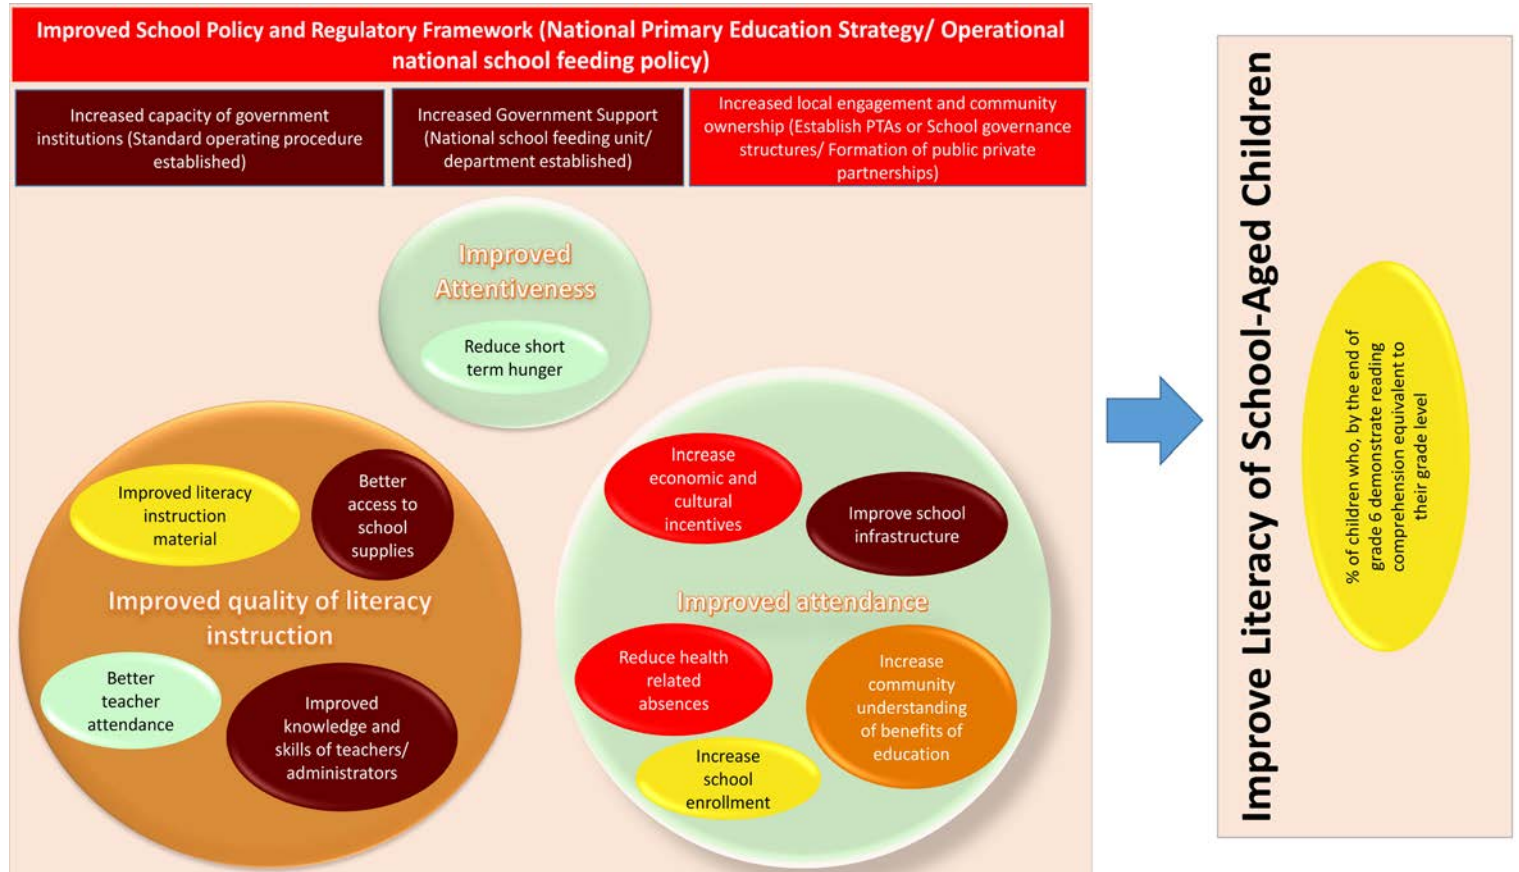 Improved School Policy and Regulatory Framework (National Primary Education Strategy/ Operational
national school feeding policy)
Increased capacity of government
institutions (Standard operating procedure
established)
Increased Government Support
(National school feeding unit/
department established)
Increased local engagement and community
ownership (Establish PTAs or School governance
structures/ Formation of public private
partnerships)
Improved
Attentiveness
Reduce short
term hunger
Improved literacy
instruction
material
Better
access to
school
supplies
Improved quality of literacy
instruction
Better
teacher
attendance
Improved
knowledge and
skills of teachers/
administrators
Increase
economic and
cultural
incentives
Improve school
infrastructure
Improved attendance
Reduce health
related
absences
Increase
community
understanding
of benefits of
education
Increase
school
enrollment
Improve Literacy of School-Aged Children
% of children who, by the end of
grade 6 demonstrate reading
comprehension equivalent to
their grade level